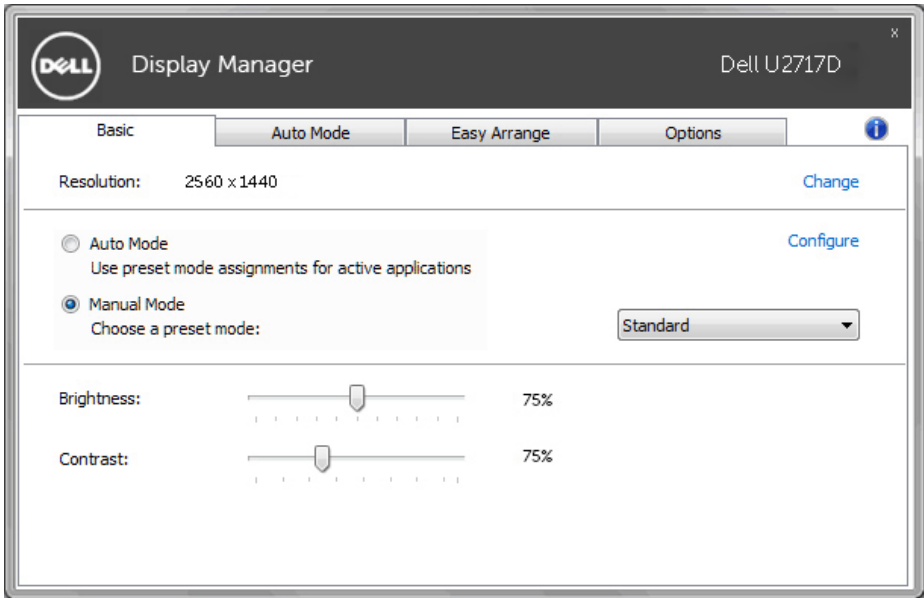 DELL Display Manager Dell U2717D x
Basic Auto Mode Easy Arrange Options i
Resolution: 2560 x 1440 Change
Auto Mode Configure
Use preset mode assignments for active applications
Manual Mode
Choose a preset mode: Standard
Brightness: 75%
Contrast: 75%